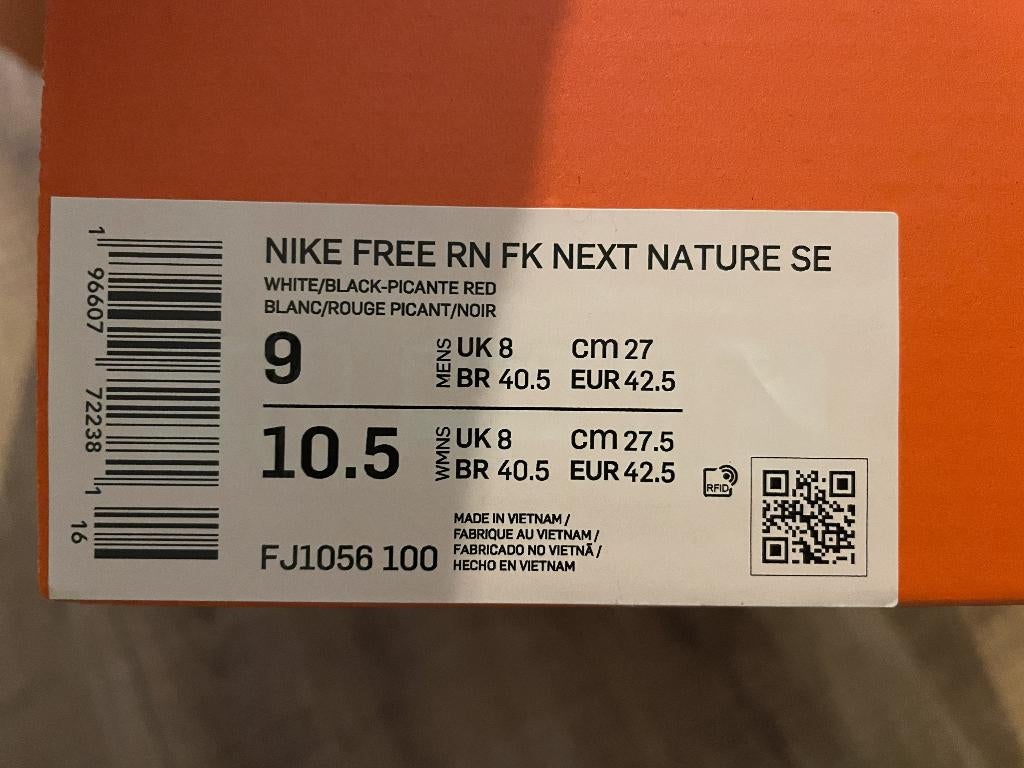 NIKE FREE RN FK NEXT NATURE SE
WHITE/BLACK-PICANTE RED
BLANC/ROUGE PICANT/NOIR
9 MENS UK 8 cm 27
BR 40.5 EUR 42.5
10.5 WMNS UK 8 cm 27.5
BR 40.5 EUR 42.5
RFID
MADE IN VIETNAM /
FABRIQUE AU VIETNAM /
FABRICADO NO VIETNÃ /
HECHO EN VIETNAM
FJ1056 100
1 96607 72238 1 16